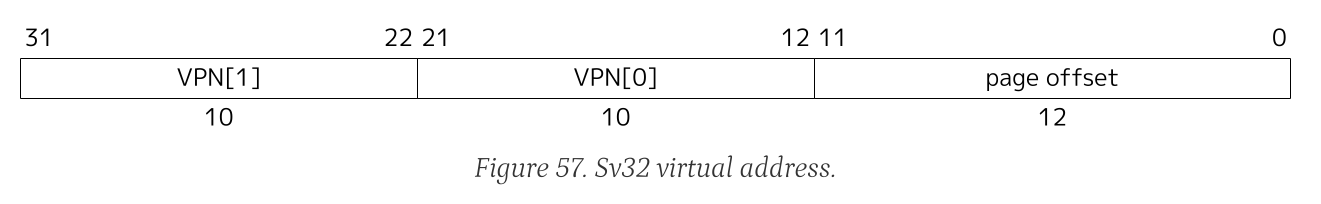 31 22 21 12 11 0
VPN[1] VPN[0] page offset
10 10 12
Figure 57. Sv32 virtual address.